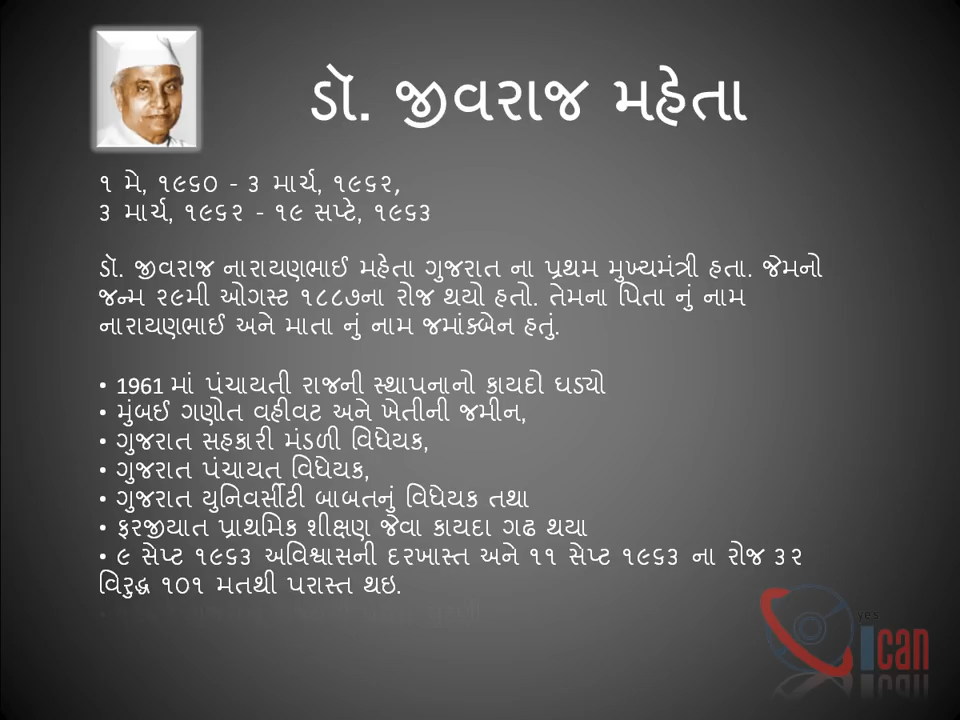 ડૉ. જીવરાજ મહેતા
૧ મે, ૧૯૬૦ - ૩ માર્ચ, ૧૯૬૨,
૩ માર્ચ, ૧૯૬૨ - ૧૯ સપ્ટે, ૧૯૬૩
ડૉ. જીવરાજ નારાયણભાઈ મહેતા ગુજરાત ના પ્રથમ મુખ્યમંત્રી હતા. જેમનો
જન્મ ૨૯મી ઓગસ્ટ ૧૮૮૭ના રોજ થયો હતો. તેમના પિતા નું નામ
નારાયણભાઈ અને માતા નું નામ જમાંક્બેન હતું.
• 1961 માં પંચાયતી રાજની સ્થાપનાનો કાયદો ઘડ્યો
• મુંબઈ ગણોત વહીવટ અને ખેતીની જમીન,
• ગુજરાત સહકારી મંડળી વિધેયક,
• ગુજરાત પંચાયત વિધેયક,
• ગુજરાત યુનિવર્સીટી બાબતનું વિધેયક તથા
• ફરજીયાત પ્રાથમિક શીક્ષણ જેવા કાયદા ગઢ થયા
• ૯ સેપ્ટ ૧૯૬૩ અવિશ્વાસની દરખાસ્ત અને ૧૧ સેપ્ટ ૧૯૬૩ ના રોજ ૩૨
વિરુદ્ધ ૧૦૧ મતથી પરાસ્ત થઇ.
yes
ican